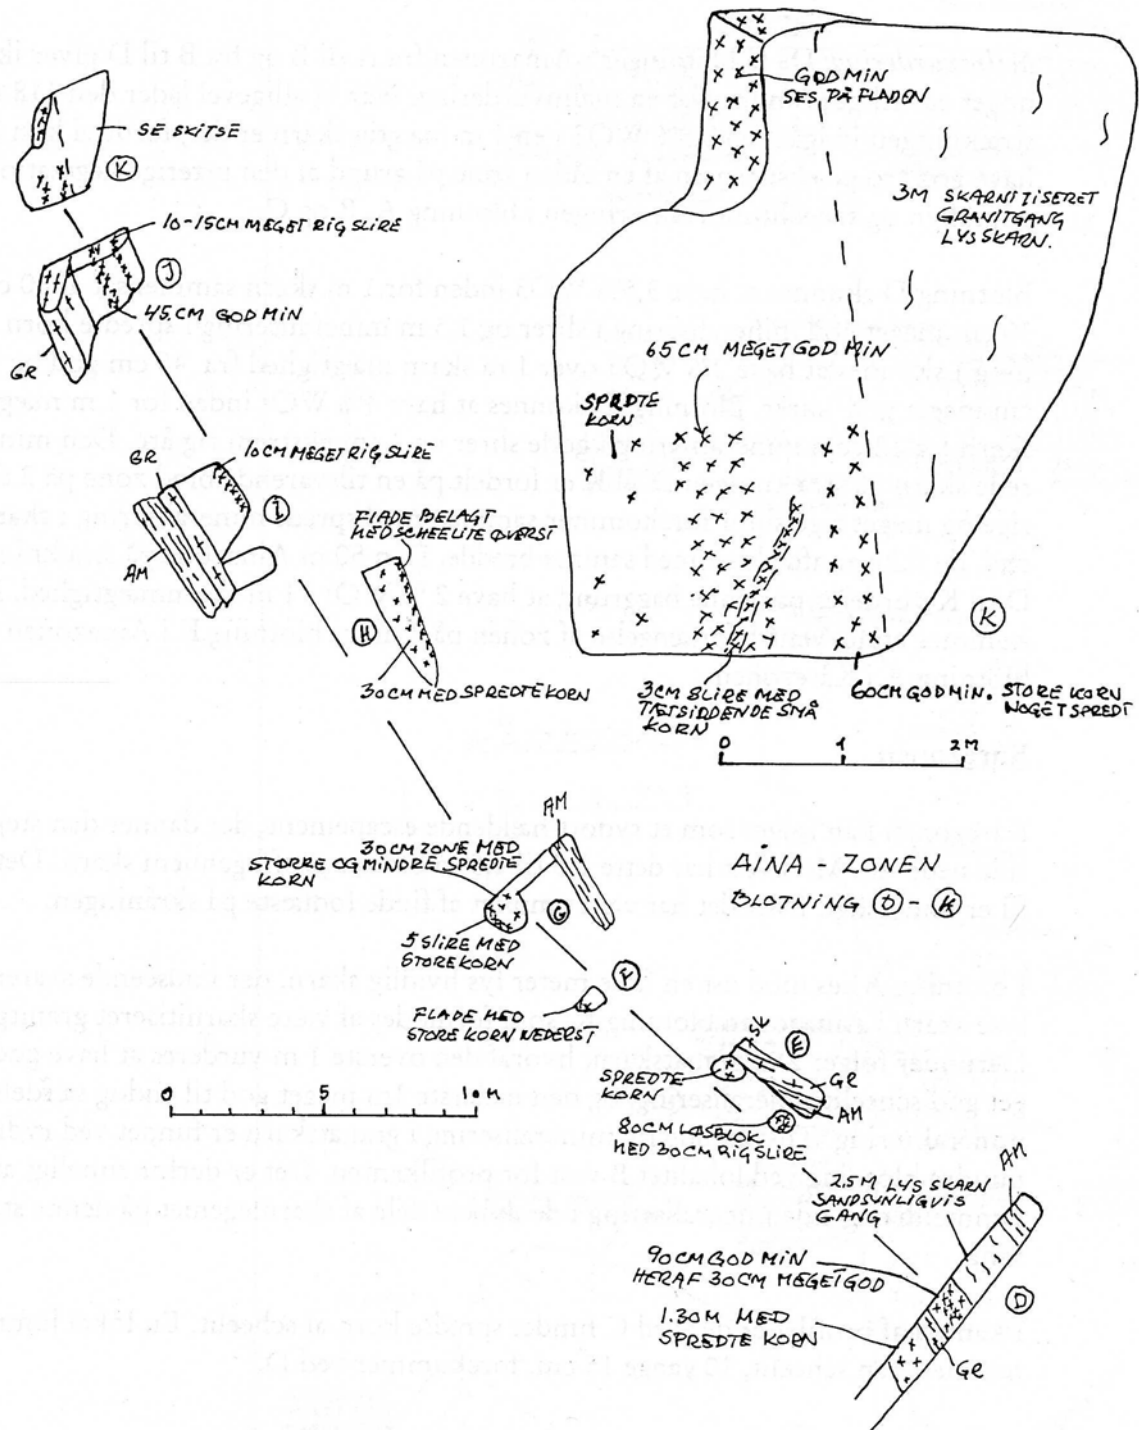 SE SKITSE
K
10-15CM MEGET RIG SLIRE
J
45 CM GOD MIN
GR
GR
10CM MEGET RIG SLIRE
I
AM
FLADE BELAGT
MED SCHEELITE ØVERST
H
30CM MED SPREDTE KORN
AM
30CM ZONE MED
STØRRE OG MINDRE SPREDTE
KORN
G
5 SLIRE MED
STORE KORN
F
FLADE MED
STORE KORN NEDERST
SK
E
SPREDTE
KORN
GR
AM
80CM LØSBLOK
MED 30CM RIG SLIRE
0 5 10 M
AM
2.5M LYS SKARN
SANDSYNLIGVIS
GANG
90CM GOD MIN
HERAF 30CM MEGET GOD
D
1.30M MED
SPREDTE KORN
GR
GOD MIN
SES PÅ FLADEN
3M SKARNITISERET
GRANITGANG
LYS SKARN.
65CM MEGET GOD MIN
SPREDTE
KORN
K
3CM SLIRE MED
TÆTSIDDENDE SMÅ
KORN
60CM GOD MIN. STORE KORN
NOGET SPREDT
0 1 2M
AINA-ZONEN
BLOTNING D - K